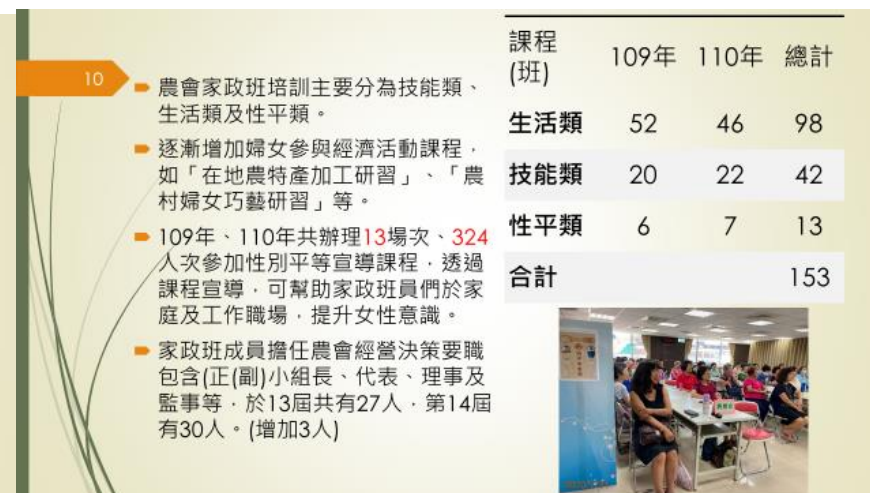 10
農會家政班培訓主要分為技能類、
生活類及性平類。
逐漸增加婦女參與經濟活動課程，
如「在地農特產加工研習」、「農
村婦女巧藝研習」等。
109年、110年共辦理13場次、324
人次參加性別平等宣導課程，透過
課程宣導，可幫助家政班員們於家
庭及工作職場，提升女性意識。
家政班成員擔任農會經營決策要職
包含(正(副)小組長、代表、理事及
監事等，於13屆共有27人，第14屆
有30人。(增加3人)
課程
(班) 109年 110年 總計
生活類 52 46 98
技能類 20 22 42
性平類 6 7 13
合計 153